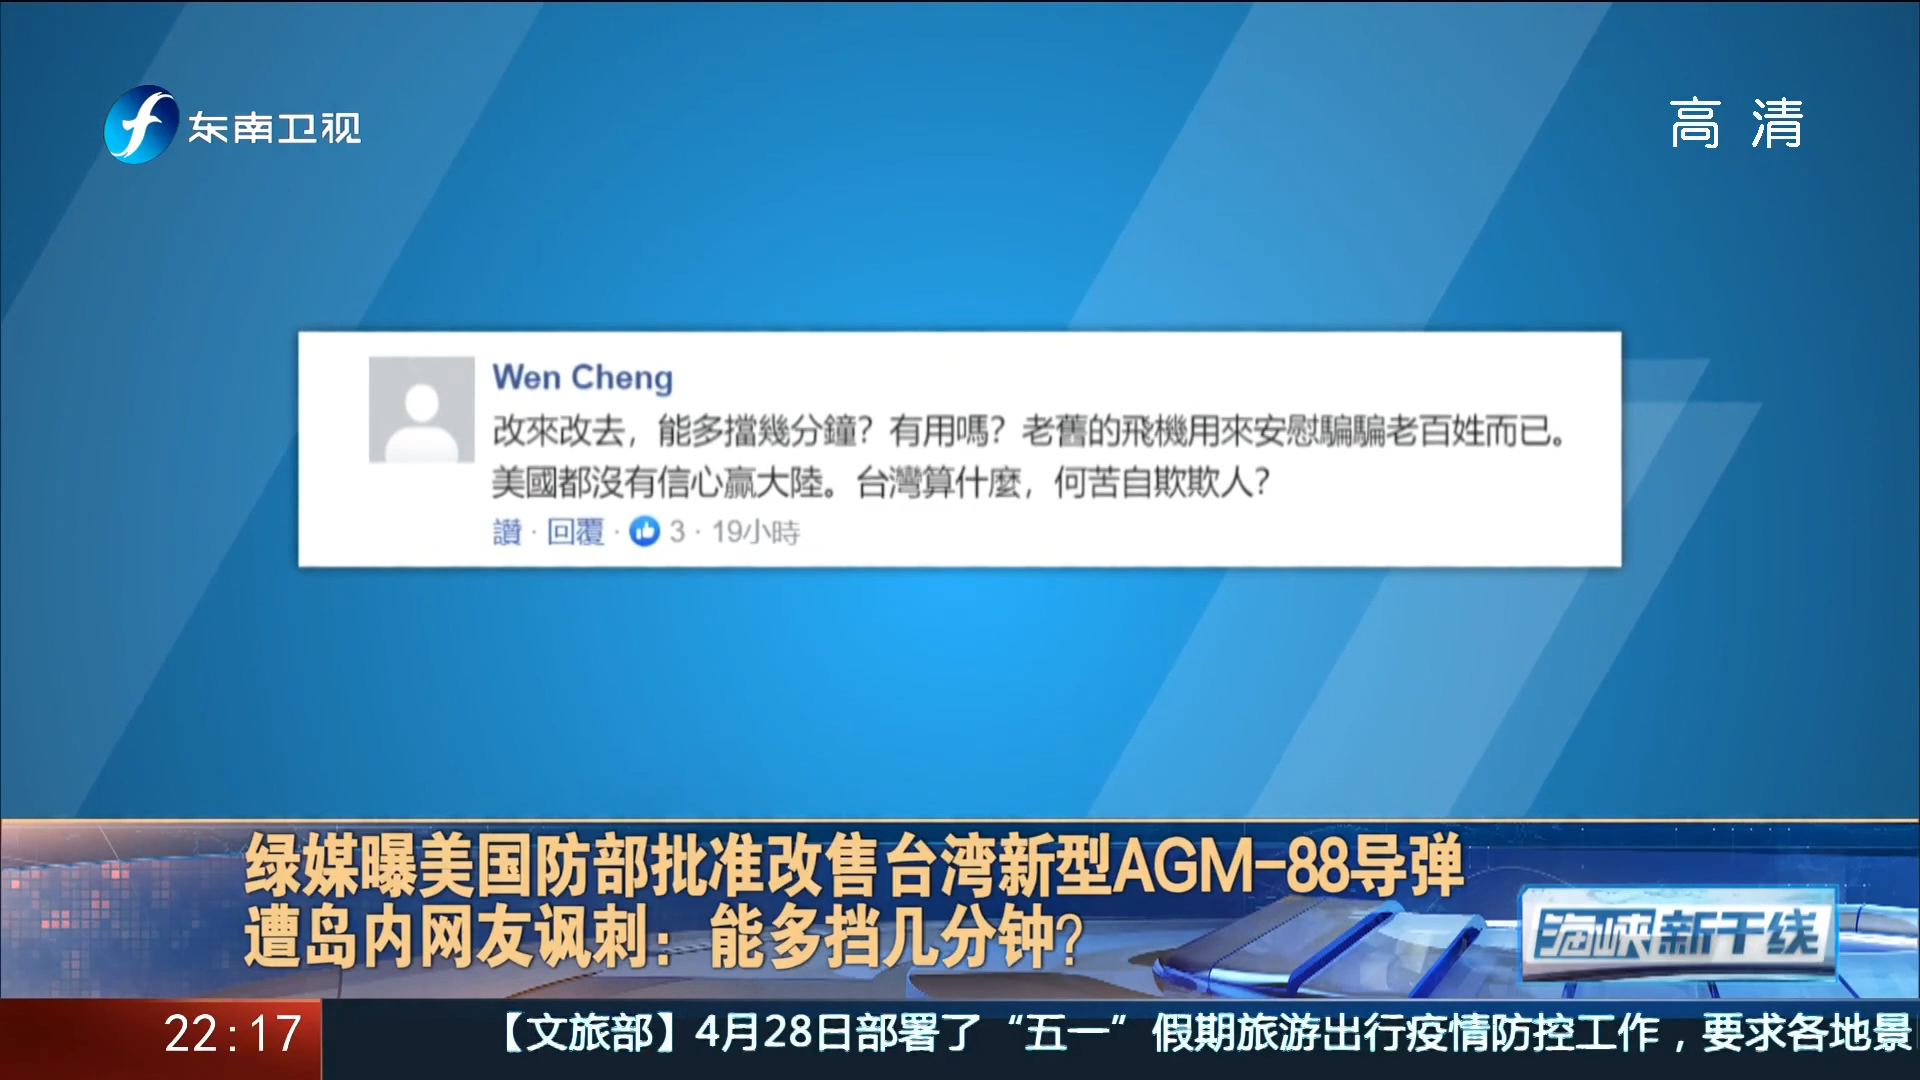 东南卫视
高清
Wen Cheng
改來改去，能多擋幾分鐘？有用嗎？老舊的飛機用來安慰騙騙老百姓而已。
美國都沒有信心贏大陸。台灣算什麼，何苦自欺欺人？
讚 · 回覆 · 3 · 19小時
绿媒曝美国防部批准改售台湾新型AGM-88导弹
遭岛内网友讽刺：能多挡几分钟？
海峡新干线
22:17
【文旅部】4月28日部署了“五一”假期旅游出行疫情防控工作，要求各地景